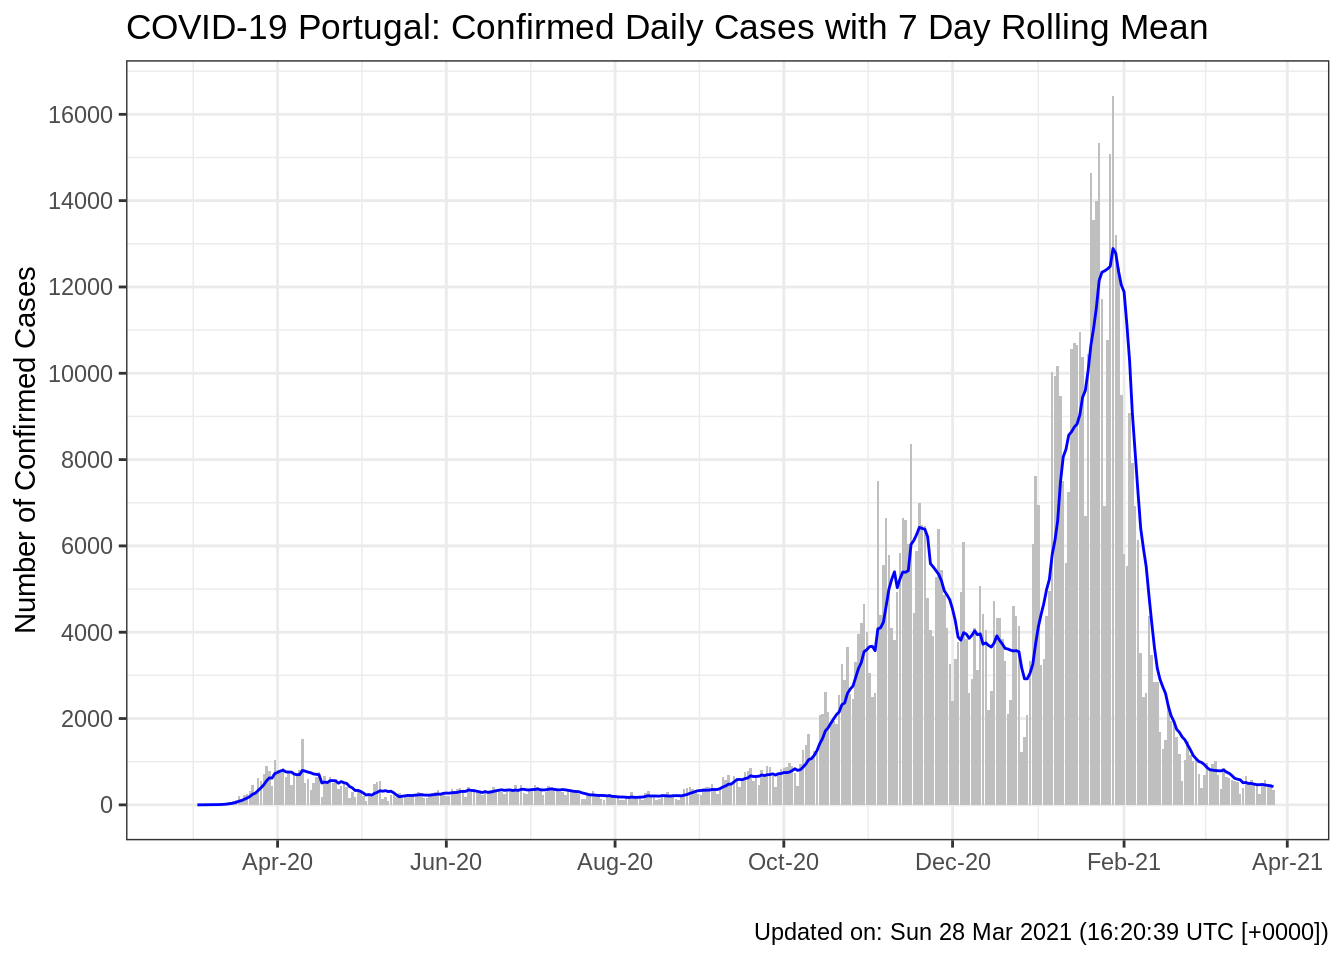 COVID-19 Portugal: Confirmed Daily Cases with 7 Day Rolling Mean
Number of Confirmed Cases
16000
14000
12000
10000
8000
6000
4000
2000
0
Apr-20 Jun-20 Aug-20 Oct-20 Dec-20 Feb-21 Apr-21
Updated on: Sun 28 Mar 2021 (16:20:39 UTC [+0000])